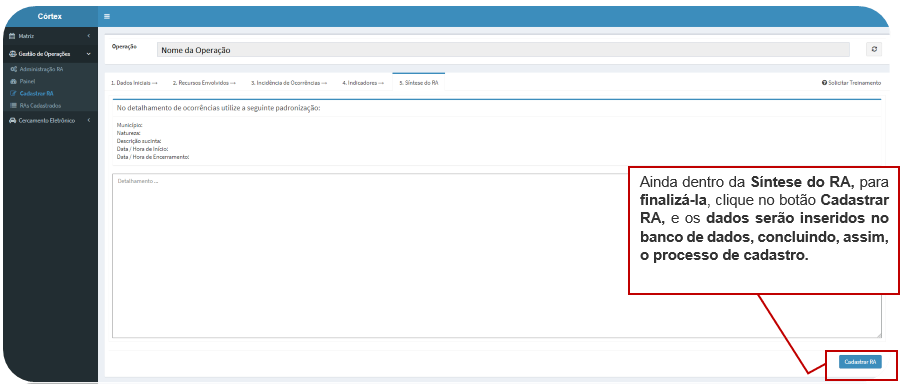 Córtex
Matriz
Gestão de Operações
Administração RA
Painel
Cadastrar RA
RAs Cadastrados
Cercamento Eletrônico
Operação
Nome da Operação
1. Dados Iniciais → 2. Recursos Envolvidos → 3. Incidência de Ocorrências → 4. Indicadores → 5. Síntese do RA
Solicitar Treinamento
No detalhamento de ocorrências utilize a seguinte padronização:
Município:
Natureza:
Descrição sucinta:
Data / Hora de Início:
Data / Hora de Encerramento:
Detalhamento ...
Ainda dentro da Síntese do RA, para
finalizá-la, clique no botão Cadastrar
RA, e os dados serão inseridos no
banco de dados, concluindo, assim,
o processo de cadastro.
Cadastrar RA